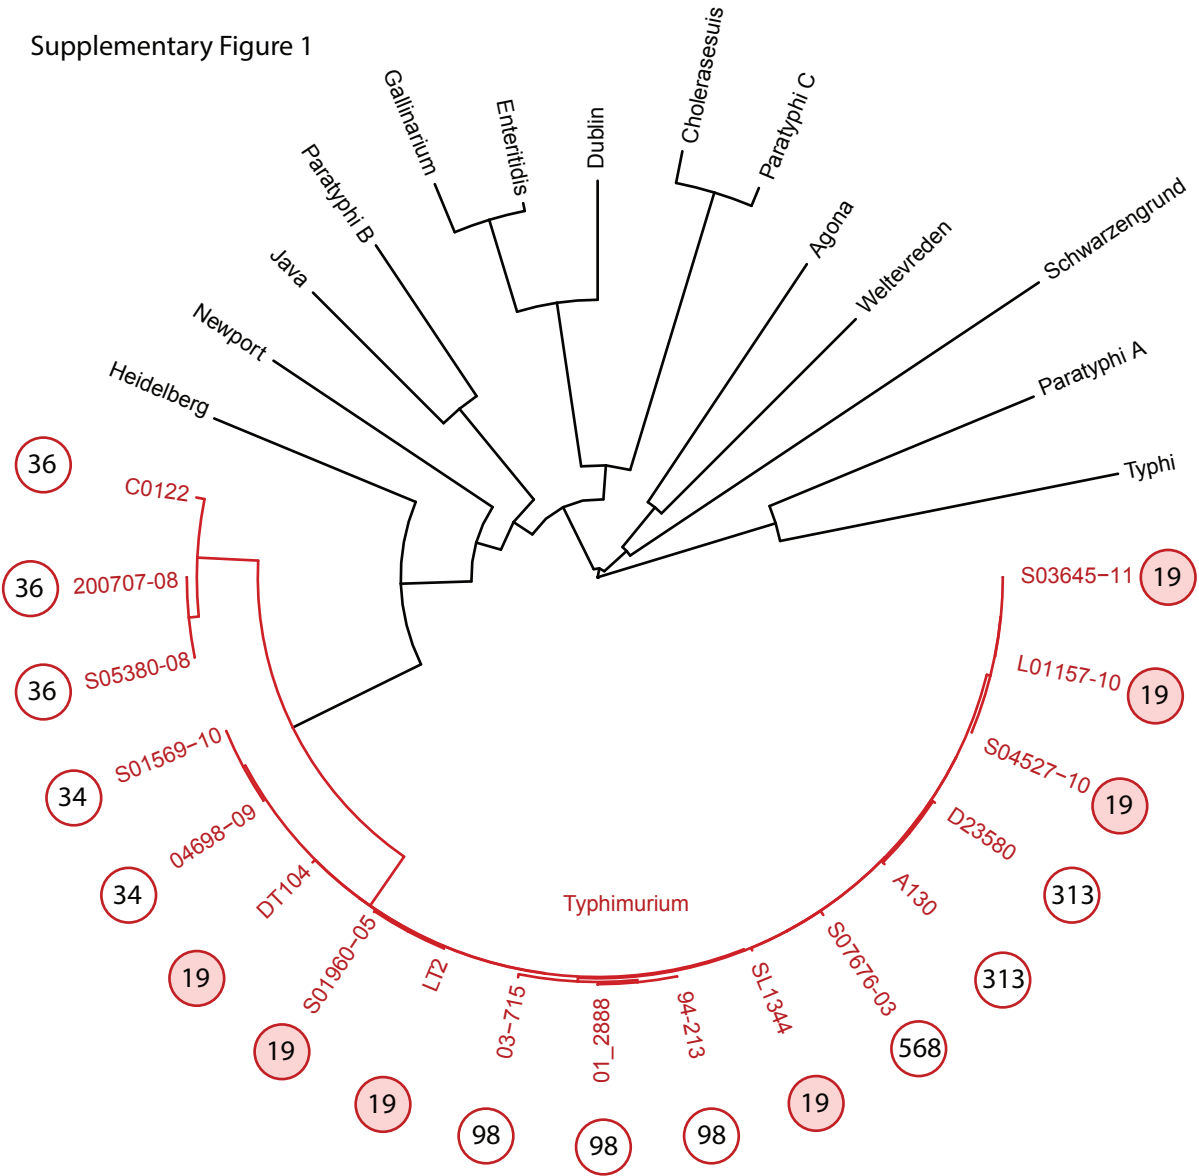 Supplementary Figure 1
Gallinarium
Enteritidis
Dublin
Cholerasesuis
Paratyphi C
Paratyphi B
Java
Newport
Heidelberg
Agona
Weltevreden
Schwarzengrund
Paratyphi A
Typhi
36
C0122
36
200707-08
36
S05380-08
34
S01569−10
34
04698−09
19
DT104
19
S01960−05
19
LT2
98
03−715
98
01_2888
98
94-213
19
SL1344
568
S07676-03
313
A130
313
D23580
S04527−10
19
L01157-10
19
S03645−11
19
Typhimurium